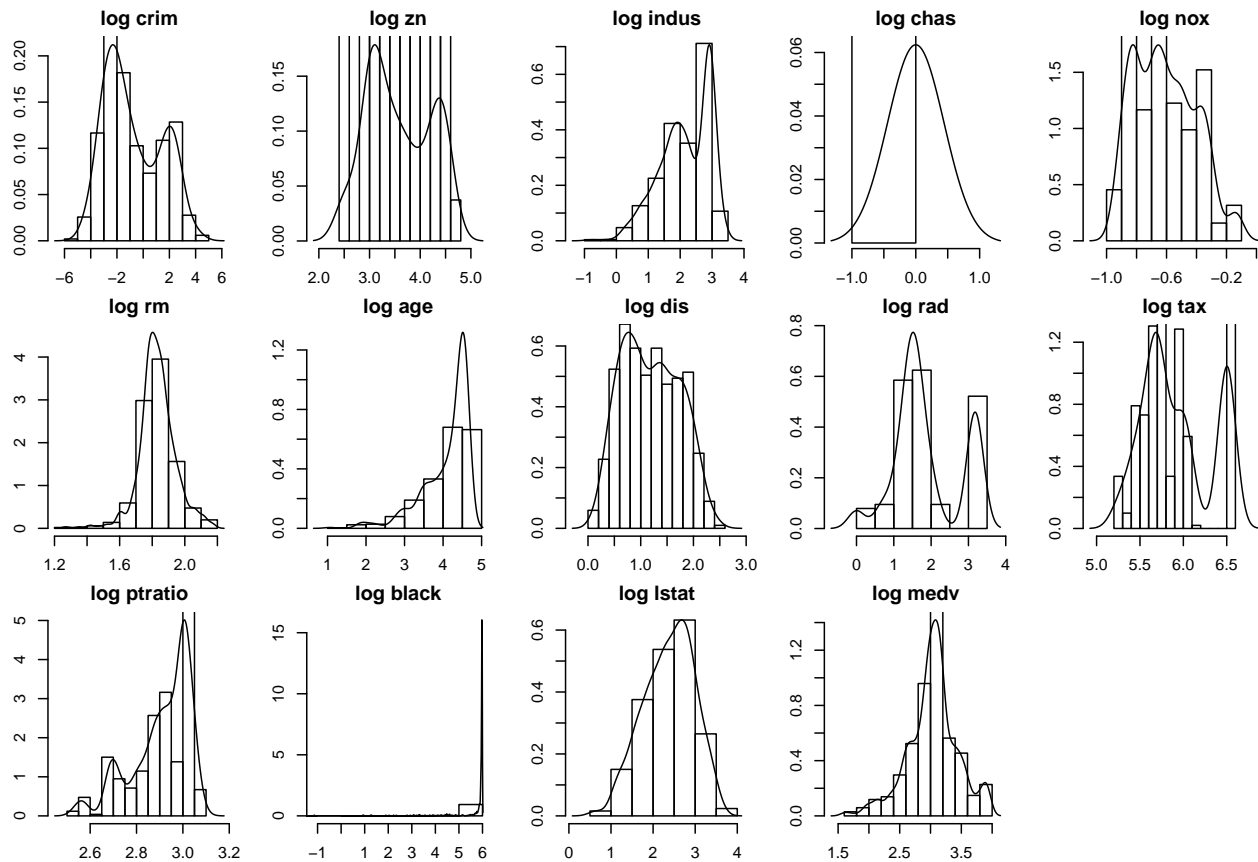 log crim
0.00 0.05 0.10 0.15 0.20
−6 −2 2 4 6
log zn
0.00 0.05 0.10 0.15
2.0 3.0 4.0 5.0
log indus
0.0 0.2 0.4 0.6
−1 0 1 2 3 4
log chas
0.00 0.02 0.04 0.06
−1.0 0.0 1.0
log nox
0.0 0.5 1.0 1.5
−1.0 −0.6 −0.2
log rm
0 1 2 3 4
1.2 1.6 2.0
log age
0.0 0.4 0.8 1.2
1 2 3 4 5
log dis
0.0 0.2 0.4 0.6
0.0 1.0 2.0 3.0
log rad
0.0 0.2 0.4 0.6 0.8
0 1 2 3 4
log tax
0.0 0.4 0.8 1.2
5.0 5.5 6.0 6.5
log ptratio
0 1 2 3 4 5
2.6 2.8 3.0 3.2
log black
0 5 10 15
−1 0 1 2 3 4 5 6
log lstat
0.0 0.2 0.4 0.6
0 1 2 3 4
log medv
0.0 0.4 0.8 1.2
1.5 2.5 3.5